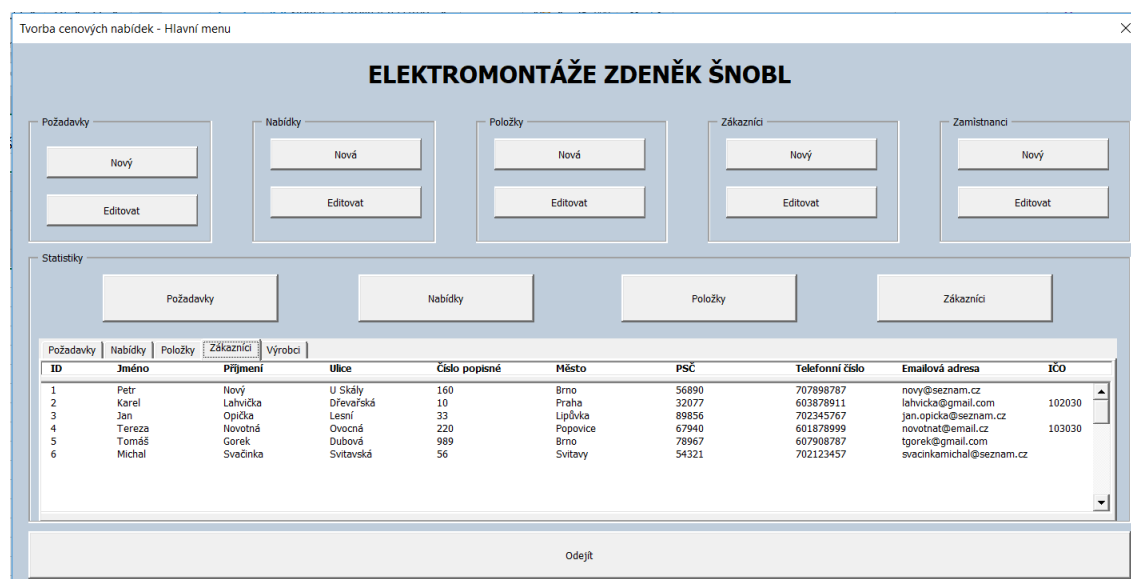 Tvorba cenových nabídek - Hlavní menu
ELEKTROMONTÁŽE ZDENĚK ŠNOBL
Požadavky Nabídky Položky Zákazníci Zamìstnanci
Nový Nová Nová Nový Nový
Editovat Editovat Editovat Editovat Editovat
Statistiky
Požadavky Nabídky Položky Zákazníci
Požadavky Nabídky Položky Zákazníci Výrobci
ID Jméno Příjmení Ulice Číslo popisné Město PSČ Telefonní číslo Emailová adresa IČO
1 Petr Nový U Skály 160 Brno 56890 707898787 novy@seznam.cz
2 Karel Lahvička Dřevařská 10 Praha 32077 603878911 lahvicka@gmail.com 102030
3 Jan Opička Lesní 33 Lipůvka 89856 702345767 jan.opicka@seznam.cz
4 Tereza Novotná Ovocná 220 Popovice 67940 601878999 novotnat@email.cz 103030
5 Tomáš Gorek Dubová 989 Brno 78967 607908787 tgorek@gmail.com
6 Michal Svačinka Svitavská 56 Svitavy 54321 702123457 svacinkamichal@seznam.cz
Odejít